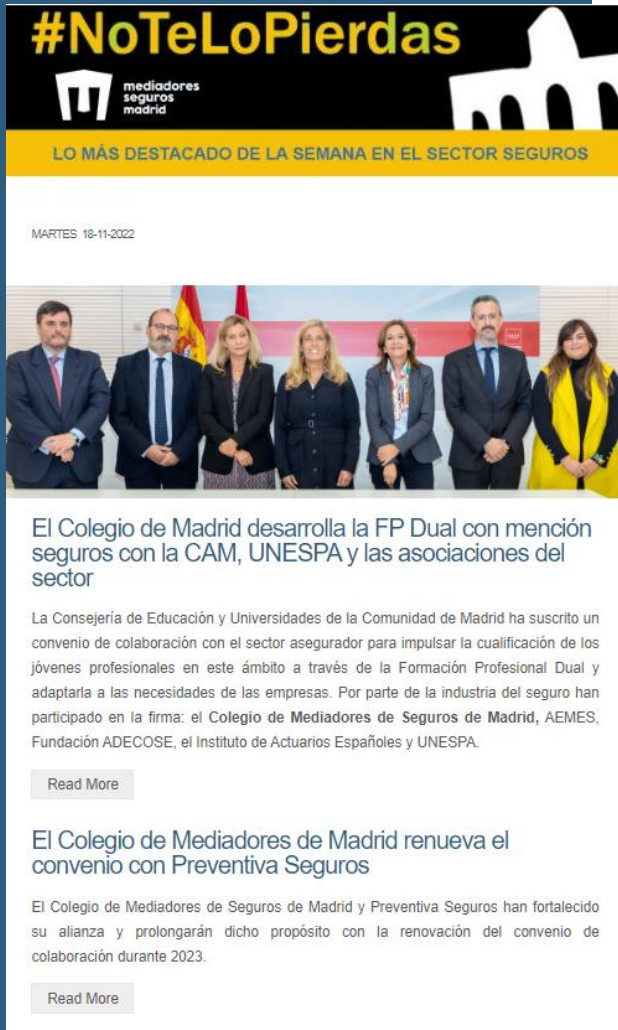 #NoTeLoPierdas
mediadores
seguros
madrid
LO MÁS DESTACADO DE LA SEMANA EN EL SECTOR SEGUROS
MARTES 18-11-2022
El Colegio de Madrid desarrolla la FP Dual con mención
seguros con la CAM, UNESPA y las asociaciones del
sector
La Consejería de Educación y Universidades de la Comunidad de Madrid ha suscrito un
convenio de colaboración con el sector asegurador para impulsar la cualificación de los
jóvenes profesionales en este ámbito a través de la Formación Profesional Dual y
adaptarla a las necesidades de las empresas. Por parte de la industria del seguro han
participado en la firma: el Colegio de Mediadores de Seguros de Madrid, AEMES,
Fundación ADECOSE, el Instituto de Actuarios Españoles y UNESPA.
Read More
El Colegio de Mediadores de Madrid renueva el
convenio con Preventiva Seguros
El Colegio de Mediadores de Seguros de Madrid y Preventiva Seguros han fortalecido
su alianza y prolongarán dicho propósito con la renovación del convenio de
colaboración durante 2023.
Read More